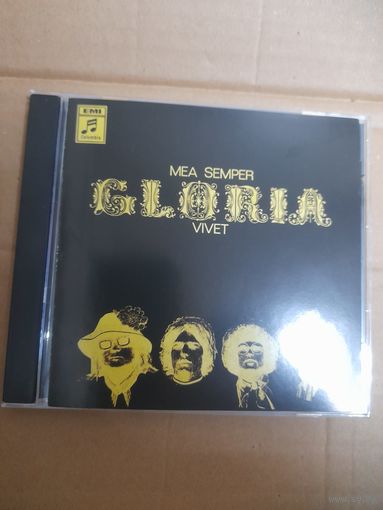 EMI
Columbia
MEA SEMPER
GLORIA
VIVET